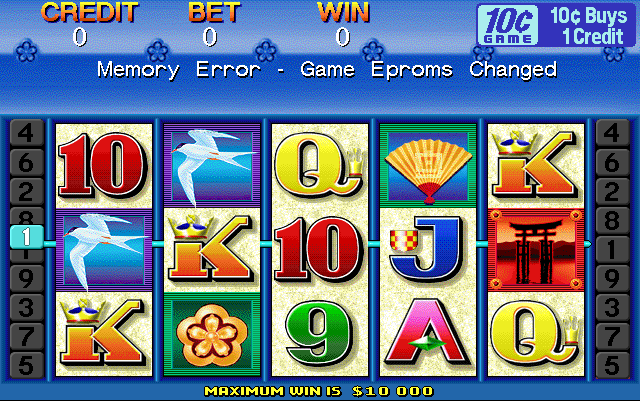 CREDIT BET WIN
0 0 0
10¢ GAME
10¢ Buys
1 Credit
Memory Error - Game Eproms Changed
4 10 Q K 4
6 6
2 2
8 K 10 J 8
1 1
9 9
3 K 9 A Q 3
7 7
5 5
MAXIMUM WIN IS $10 000